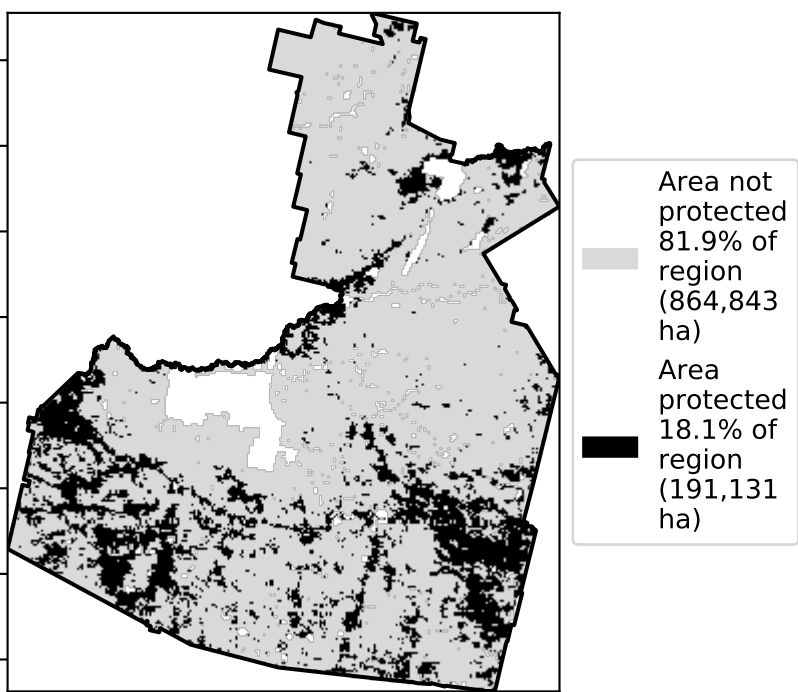 Area not
protected
81.9% of
region
(864,843
ha)
Area
protected
18.1% of
region
(191,131
ha)